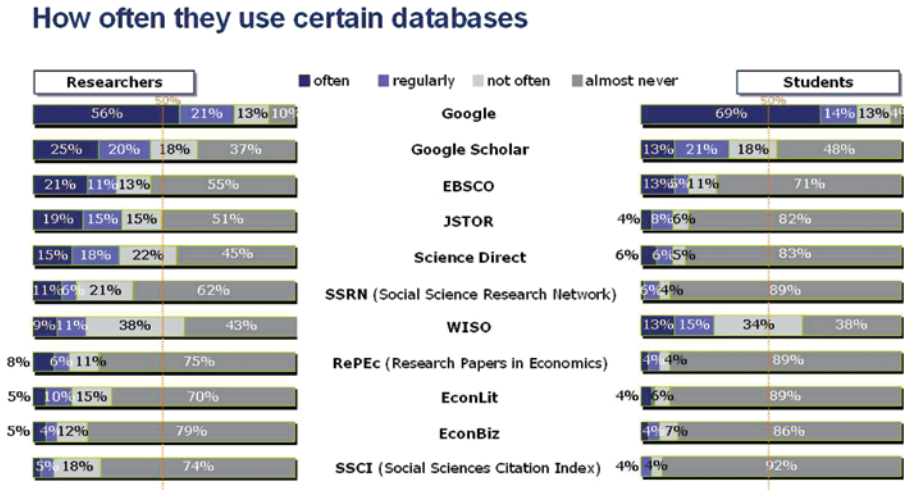 How often they use certain databases
Researchers often regularly not often almost never Students
50% 50%
56% 21% 13% 10% Google 69% 14% 13% 4%
25% 20% 18% 37% Google Scholar 13% 21% 18% 48%
21% 11% 13% 55% EBSCO 13% 6% 11% 71%
19% 15% 15% 51% JSTOR 4% 8% 6% 82%
15% 18% 22% 45% Science Direct 6% 6% 5% 83%
11% 6% 21% 62% SSRN (Social Science Research Network) 4% 89%
9% 11% 38% 43% WISO 13% 15% 34% 38%
8% 6% 11% 75% RePEc (Research Papers in Economics) 4% 4% 89%
5% 10% 15% 70% EconLit 4% 6% 89%
5% 4% 12% 79% EconBiz 4% 7% 86%
5% 18% 74% SSCI (Social Sciences Citation Index) 4% 4% 92%